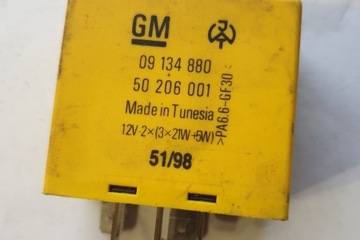 GM
09 134 880
50 206 001
Made in Tunesia
12V·2×(3×21W+5W)
51/98
>PA6.6-GF30<